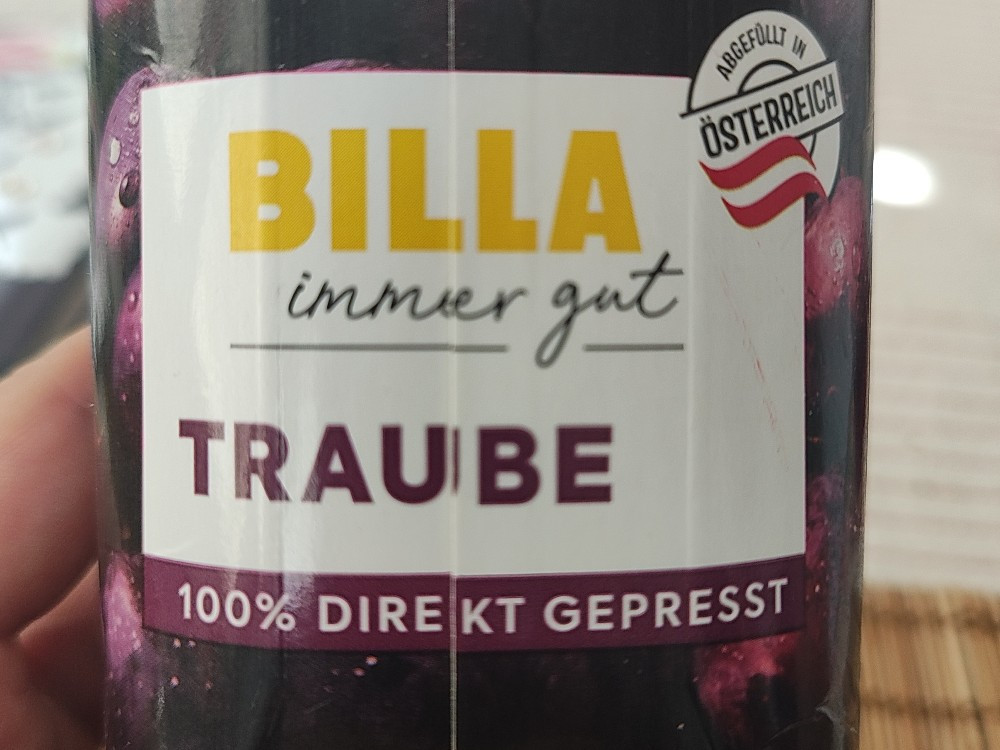 ABGEFÜLLT IN
ÖSTERREICH
BILLA
immer gut
TRAUBE
100% DIREKT GEPRESST